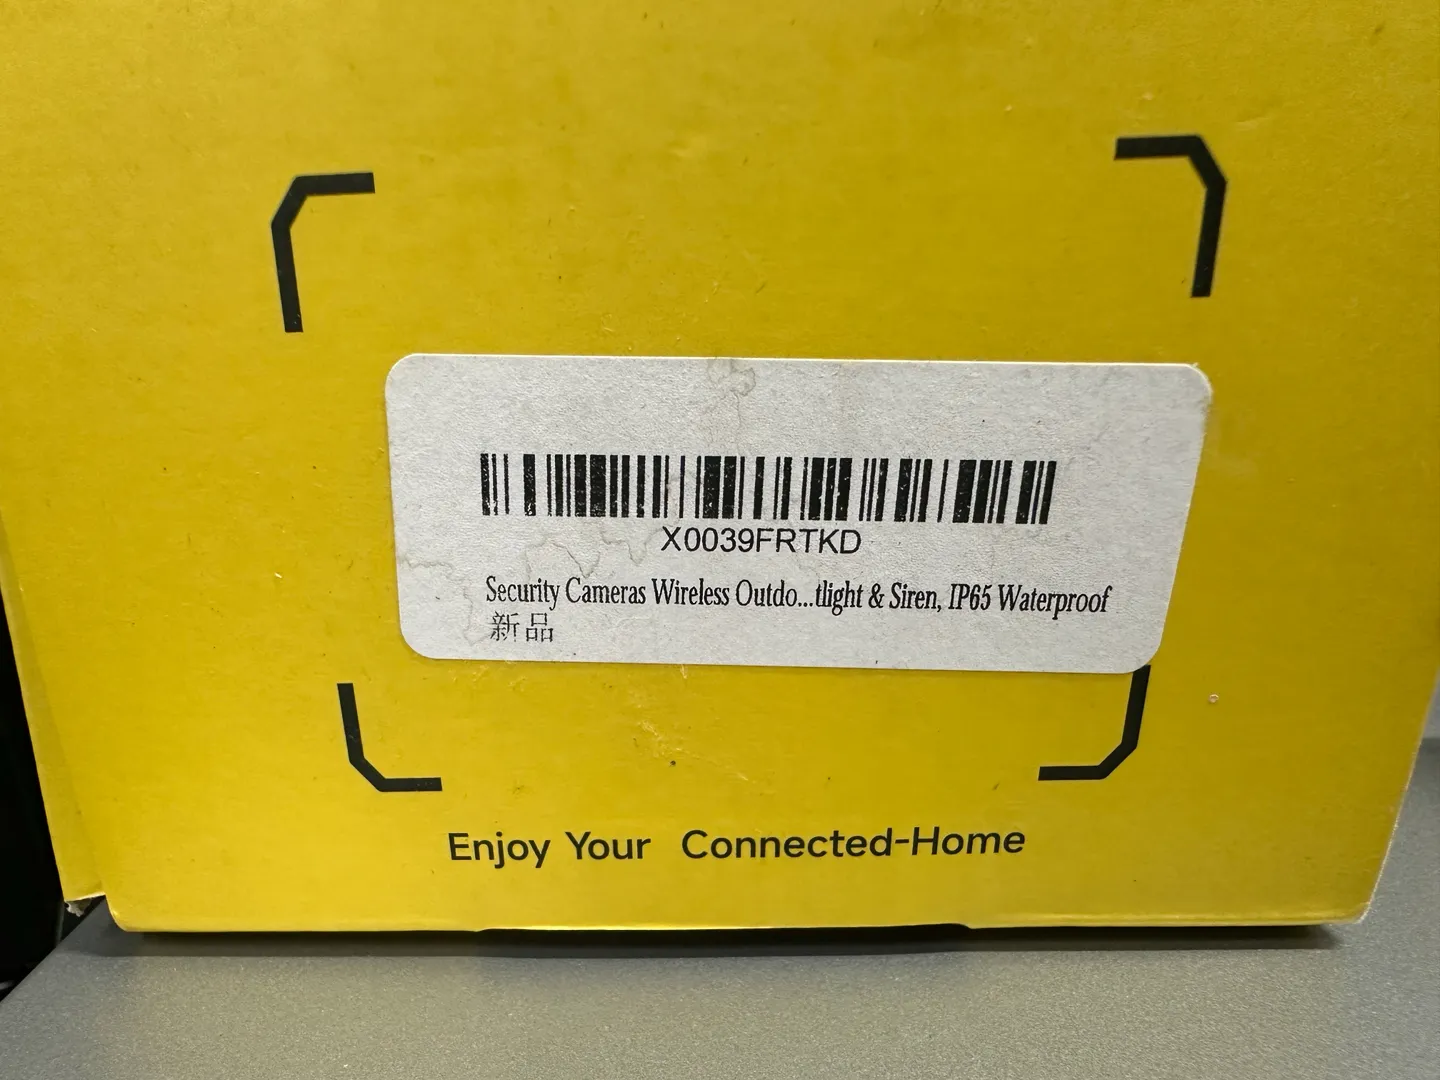 X0039FRTKD
Security Cameras Wireless Outdo...tlight & Siren, IP65 Waterproof
新品
Enjoy Your Connected-Home